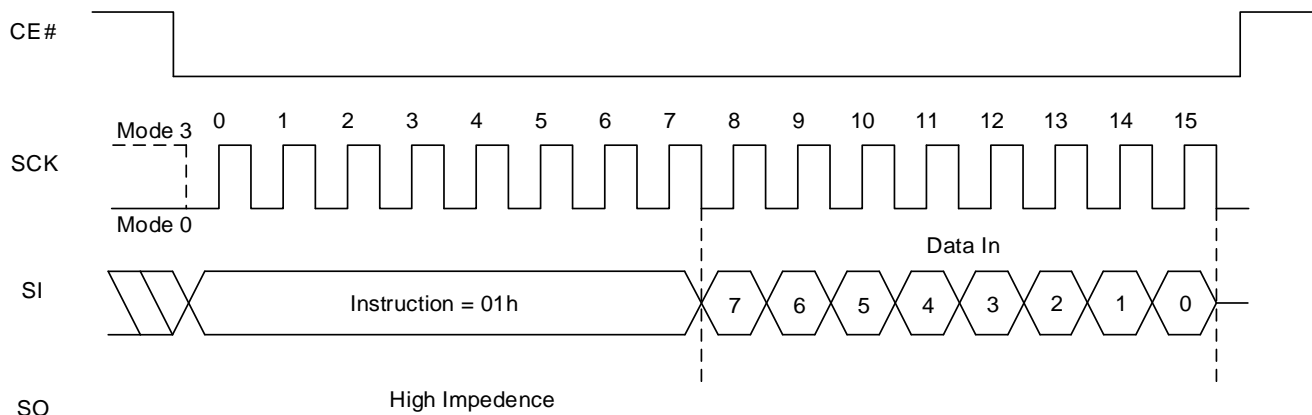 CE#
0 1 2 3 4 5 6 7 8 9 10 11 12 13 14 15
Mode 3
SCK
Mode 0
Data In
SI
Instruction = 01h
7 6 5 4 3 2 1 0
High Impedence
SO